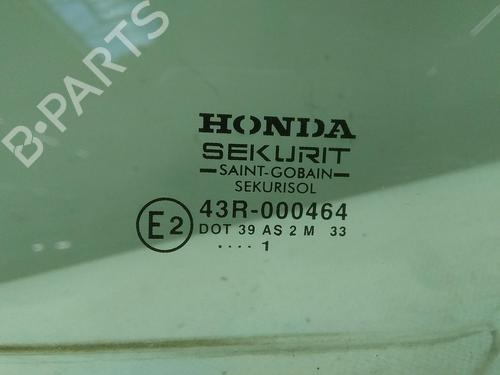 B-PARTS
HONDA
SEKURIT
SAINT-GOBAIN
SEKURISOL
E2 43R-000464
DOT 39 AS 2 M 33
.... 1